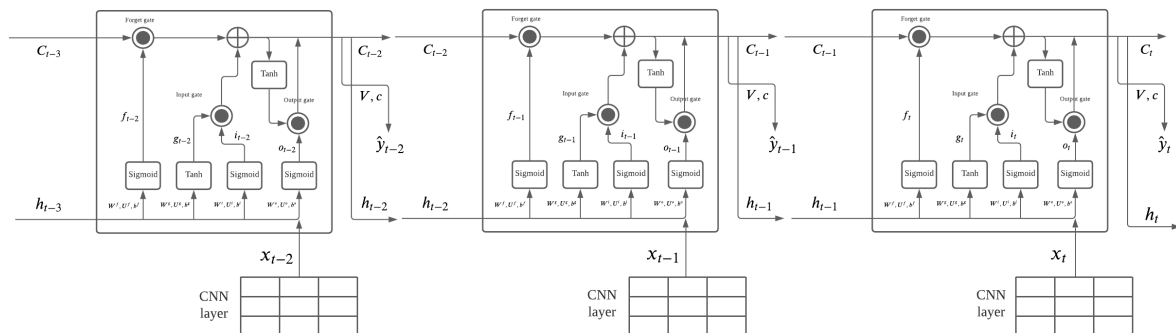 Forget gate
C_{t−3}
C_{t−2}
Tanh
Input gate
Output gate
V, c
f_{t−2}
g_{t−2}
i_{t−2}
o_{t−2}
ŷ_{t−2}
Sigmoid
Tanh
Sigmoid
Sigmoid
h_{t−3}
W^f, U^f, b^f
W^g, U^g, b^g
W^i, U^i, b^i
W^o, U^o, b^o
h_{t−2}
x_{t−2}
CNN
layer
Forget gate
C_{t−2}
C_{t−1}
Tanh
Input gate
Output gate
V, c
f_{t−1}
g_{t−1}
i_{t−1}
o_{t−1}
ŷ_{t−1}
Sigmoid
Tanh
Sigmoid
Sigmoid
h_{t−2}
W^f, U^f, b^f
W^g, U^g, b^g
W^i, U^i, b^i
W^o, U^o, b^o
h_{t−1}
x_{t−1}
CNN
layer
Forget gate
C_{t−1}
C_t
Tanh
Input gate
Output gate
V, c
f_t
g_t
i_t
o_t
ŷ_t
Sigmoid
Tanh
Sigmoid
Sigmoid
h_{t−1}
W^f, U^f, b^f
W^g, U^g, b^g
W^i, U^i, b^i
W^o, U^o, b^o
h_t
x_t
CNN
layer